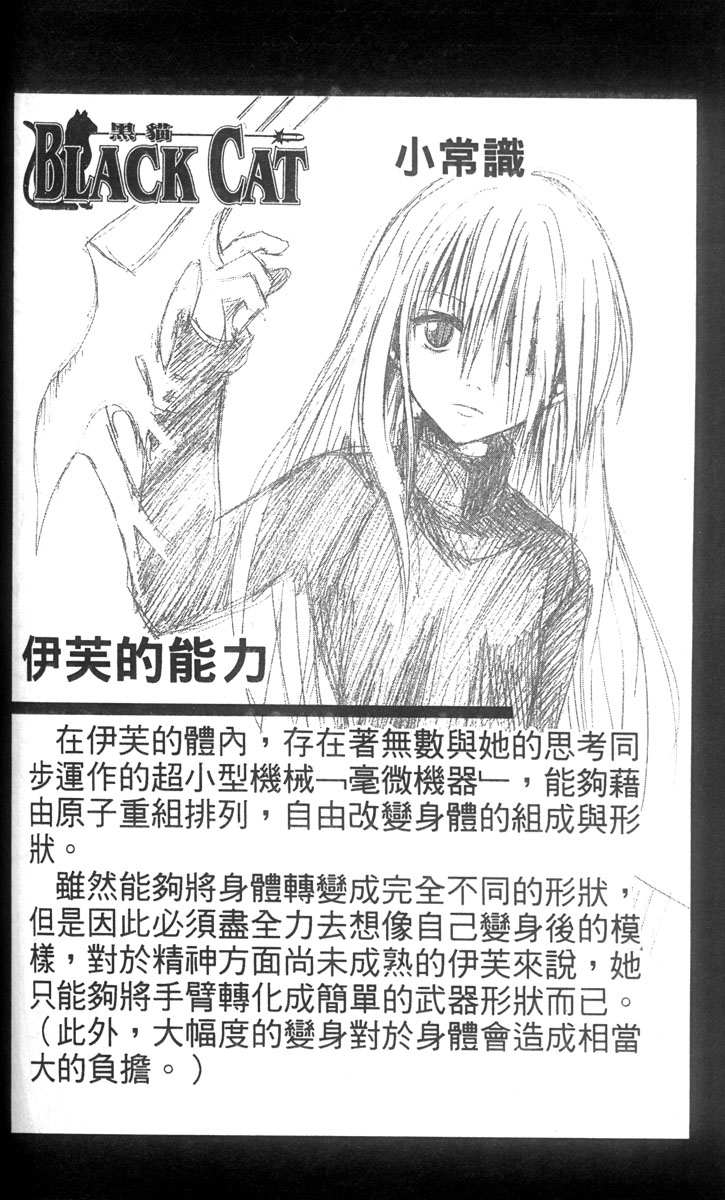 黑貓
BLACK CAT
小常識
伊芙的能力
在伊芙的體內，存在著無數與她的思考同
步運作的超小型機械﹁毫微機器﹂，能夠藉
由原子重組排列，自由改變身體的組成與形
狀。
雖然能夠將身體轉變成完全不同的形狀，
但是因此必須盡全力去想像自己變身後的模
樣，對於精神方面尚未成熟的伊芙來說，她
只能夠將手臂轉化成簡單的武器形狀而已。
（此外，大幅度的變身對於身體會造成相當
大的負擔。）